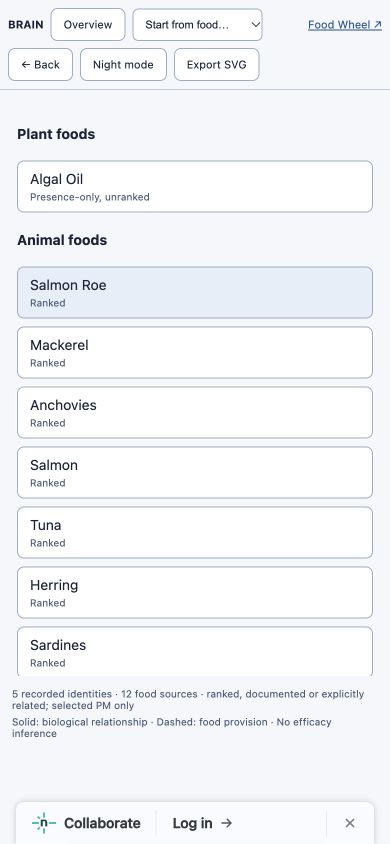 BRAIN Overview Start from food... Food Wheel ↗
← Back Night mode Export SVG
Plant foods
Algal Oil
Presence-only, unranked
Animal foods
Salmon Roe
Ranked
Mackerel
Ranked
Anchovies
Ranked
Salmon
Ranked
Tuna
Ranked
Herring
Ranked
Sardines
Ranked
5 recorded identities · 12 food sources · ranked, documented or explicitly
related; selected PM only
Solid: biological relationship · Dashed: food provision · No efficacy
inference
n Collaborate Log in → ×